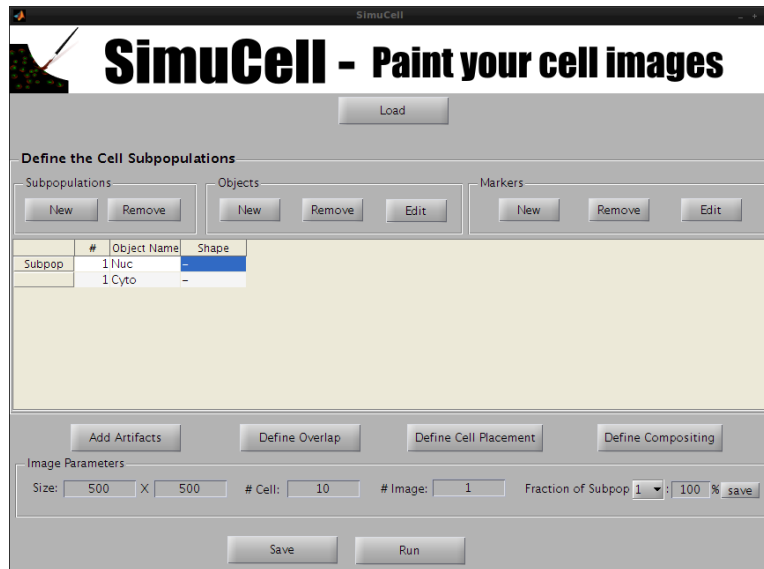 SimuCell
SimuCell - Paint your cell images
Load
Define the Cell Subpopulations
Subpopulations Objects Markers
New Remove New Remove Edit New Remove Edit
# Object Name Shape
Subpop 1 Nuc -
1 Cyto -
Add Artifacts Define Overlap Define Cell Placement Define Compositing
Image Parameters
Size: 500 X 500 # Cell: 10 # Image: 1 Fraction of Subpop 1 : 100 % save
Save Run